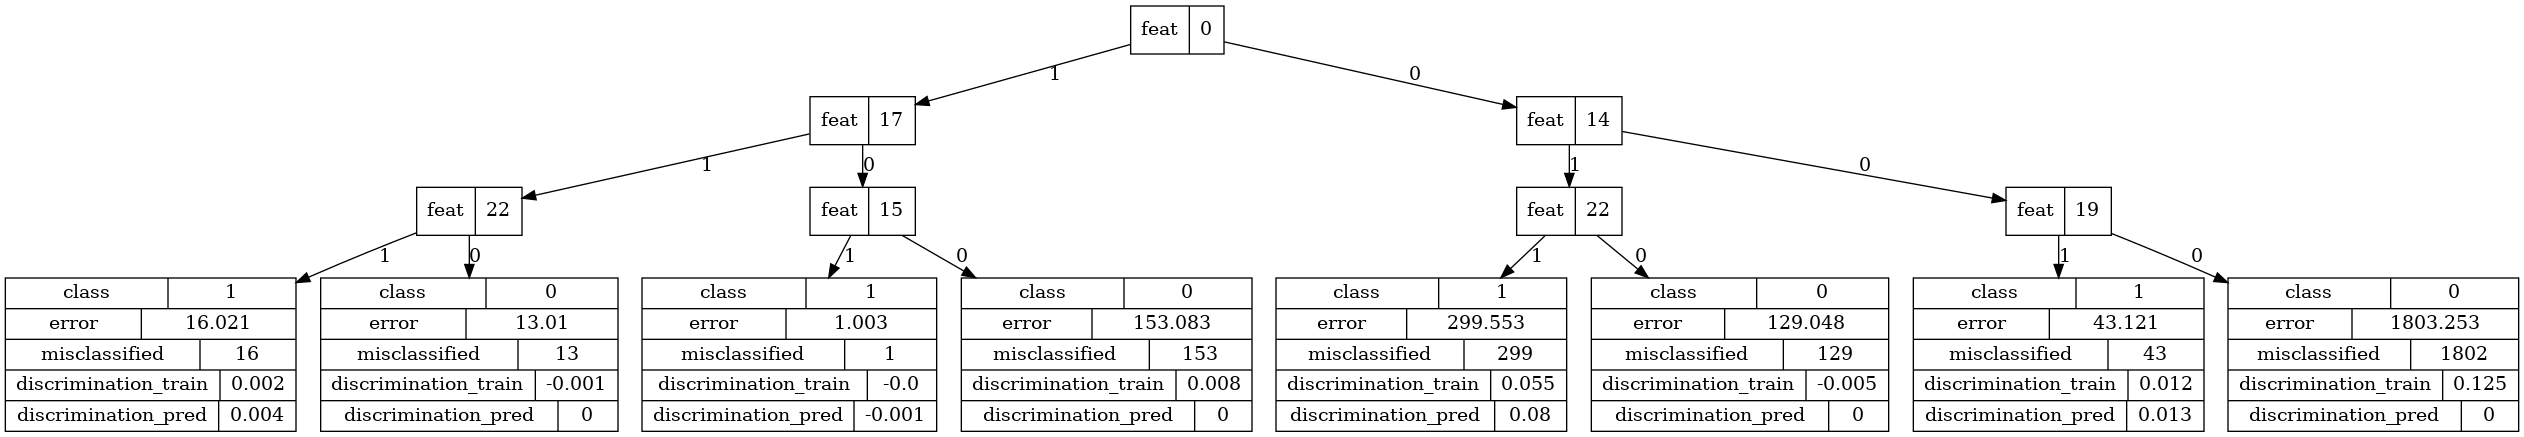 feat 0
1 0
feat 17 feat 14
1 0 1 0
feat 22 feat 15 feat 22 feat 19
1 0 1 0 1 0 1 0
class 1 class 0 class 1 class 0 class 1 class 0 class 1 class 0
error 16.021 error 13.01 error 1.003 error 153.083 error 299.553 error 129.048 error 43.121 error 1803.253
misclassified 16 misclassified 13 misclassified 1 misclassified 153 misclassified 299 misclassified 129 misclassified 43 misclassified 1802
discrimination_train 0.002 discrimination_train -0.001 discrimination_train -0.0 discrimination_train 0.008 discrimination_train 0.055 discrimination_train -0.005 discrimination_train 0.012 discrimination_train 0.125
discrimination_pred 0.004 discrimination_pred 0 discrimination_pred -0.001 discrimination_pred 0 discrimination_pred 0.08 discrimination_pred 0 discrimination_pred 0.013 discrimination_pred 0